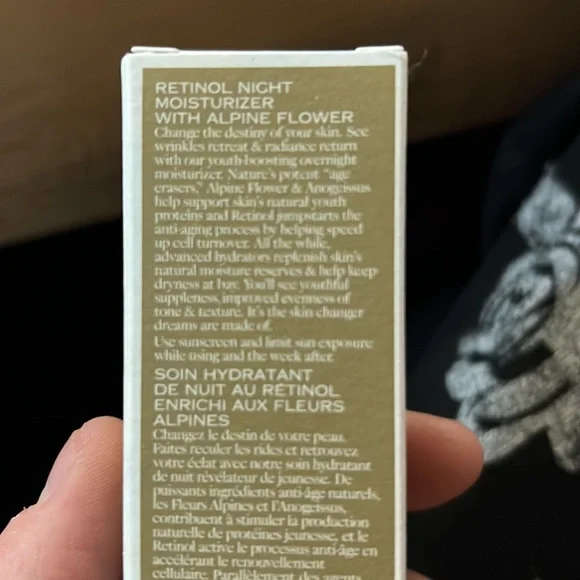 RETINOL NIGHT
MOISTURIZER
WITH ALPINE FLOWER
Change the destiny of your skin. See
wrinkles retreat & radiance return
with our youth-boosting overnight
moisturizer. Nature's potent "age
erasers," Alpine Flower & Anogeissus
help support skin's natural youth
proteins and Retinol jumpstarts the
anti-aging process by helping speed
up cell turnover. All the while,
advanced hydrators replenish skin's
natural moisture reserves & help keep
dryness at bay. You'll see youthful
suppleness, improved evenness of
tone & texture. It's the skin changer
dreams are made of.
Use sunscreen and limit sun exposure
while using and the week after.
SOIN HYDRATANT
DE NUIT AU RÉTINOL
ENRICHI AUX FLEURS
ALPINES
Changez le destin de votre peau.
Faites reculer les rides et retrouvez
votre éclat avec notre soin hydratant
de nuit révélateur de jeunesse. De
puissants ingrédients anti-âge naturels,
les Fleurs Alpines et l'Anogeissus,
contribuent à stimuler la production
naturelle de protéines jeunesse, et le
Retinol active le processus anti-âge en
accélérant le renouvellement
cellulaire. Parallèlement, des agents